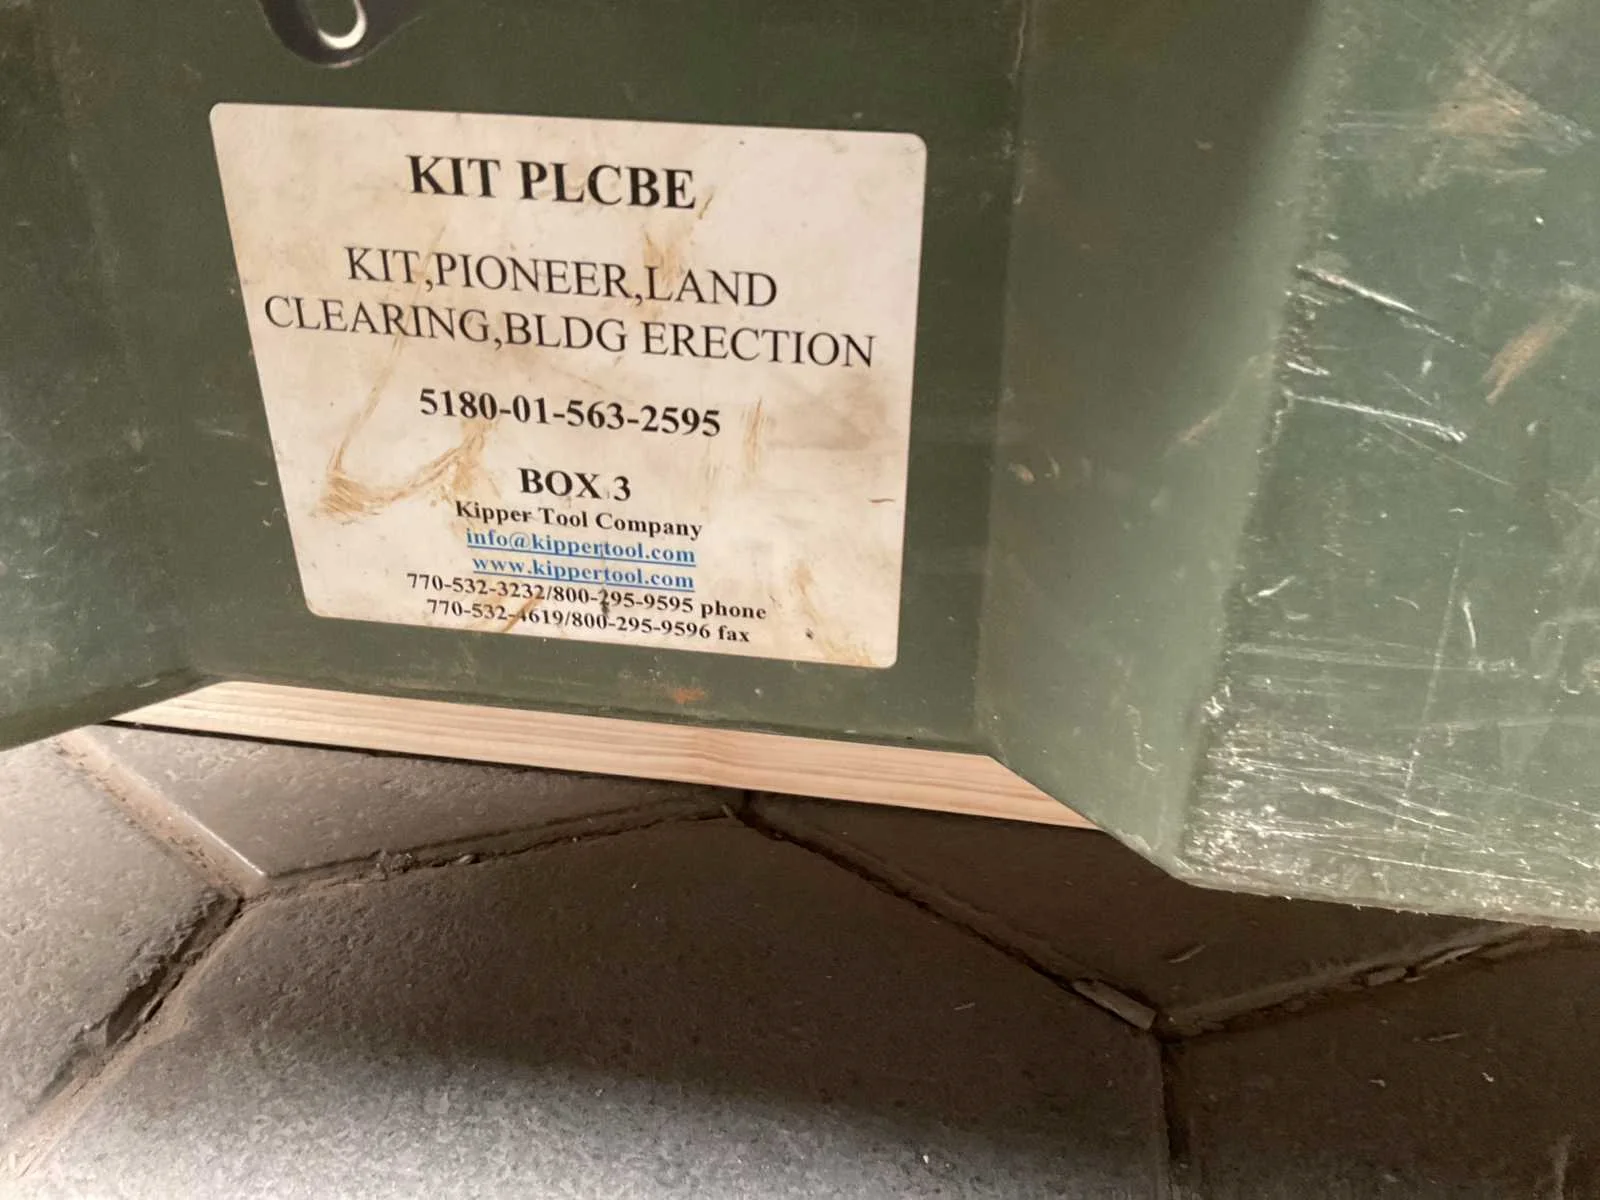 KIT PLCBE
KIT,PIONEER,LAND
CLEARING,BLDG ERECTION
5180-01-563-2595
BOX 3
Kipper Tool Company
info@kippertool.com
www.kippertool.com
770-532-3232/800-295-9595 phone
770-532-4619/800-295-9596 fax